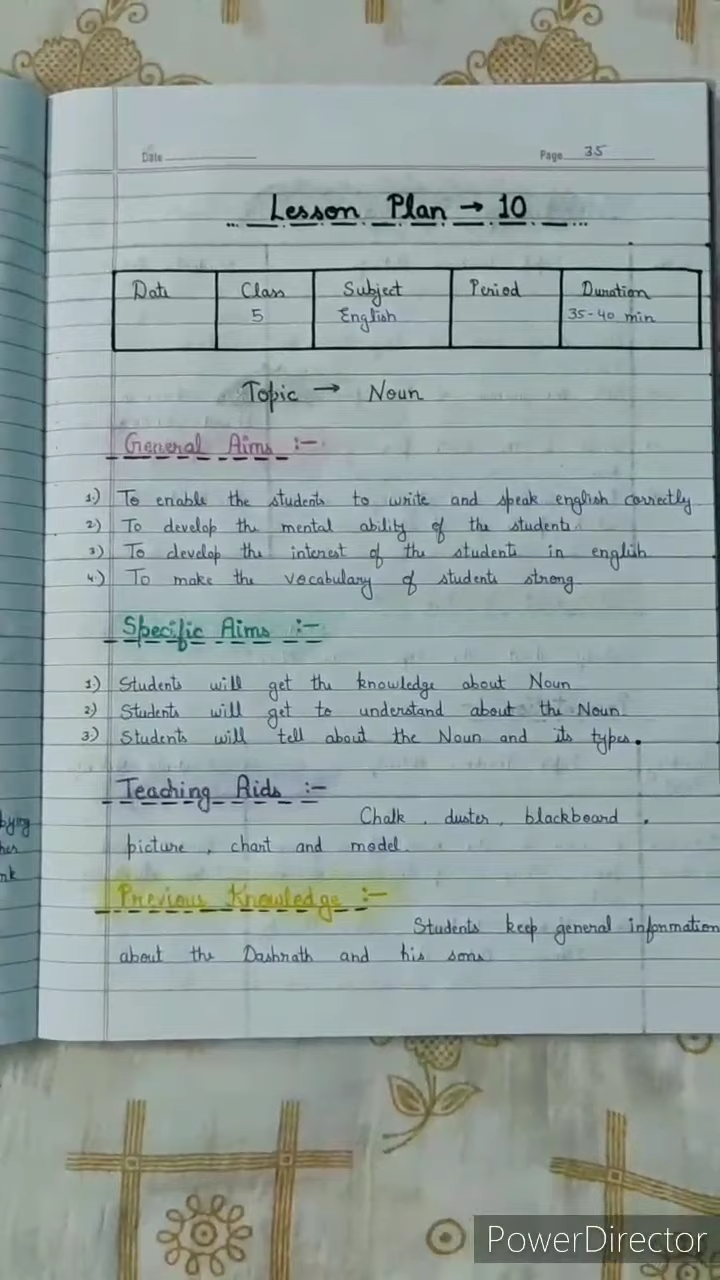 Date
Page 35
Lesson Plan → 10
Date Class Subject Period Duration
5 English 35-40 min
Topic → Noun
General Aims :-
1.) To enable the students to write and speak english correctly
2.) To develop the mental ability of the students.
3.) To develop the interest of the students in english
4.) To make the vocabulary of students strong
Specific Aims :-
1.) Students will get the knowledge about Noun
2.) Students will get to understand about the Noun.
3.) Students will tell about the Noun and its types.
Teaching Aids :-
Chalk, duster, blackboard,
picture, chart and model.
Previous Knowledge :-
Students keep general information
about the Dashrath and his sons
PowerDirector